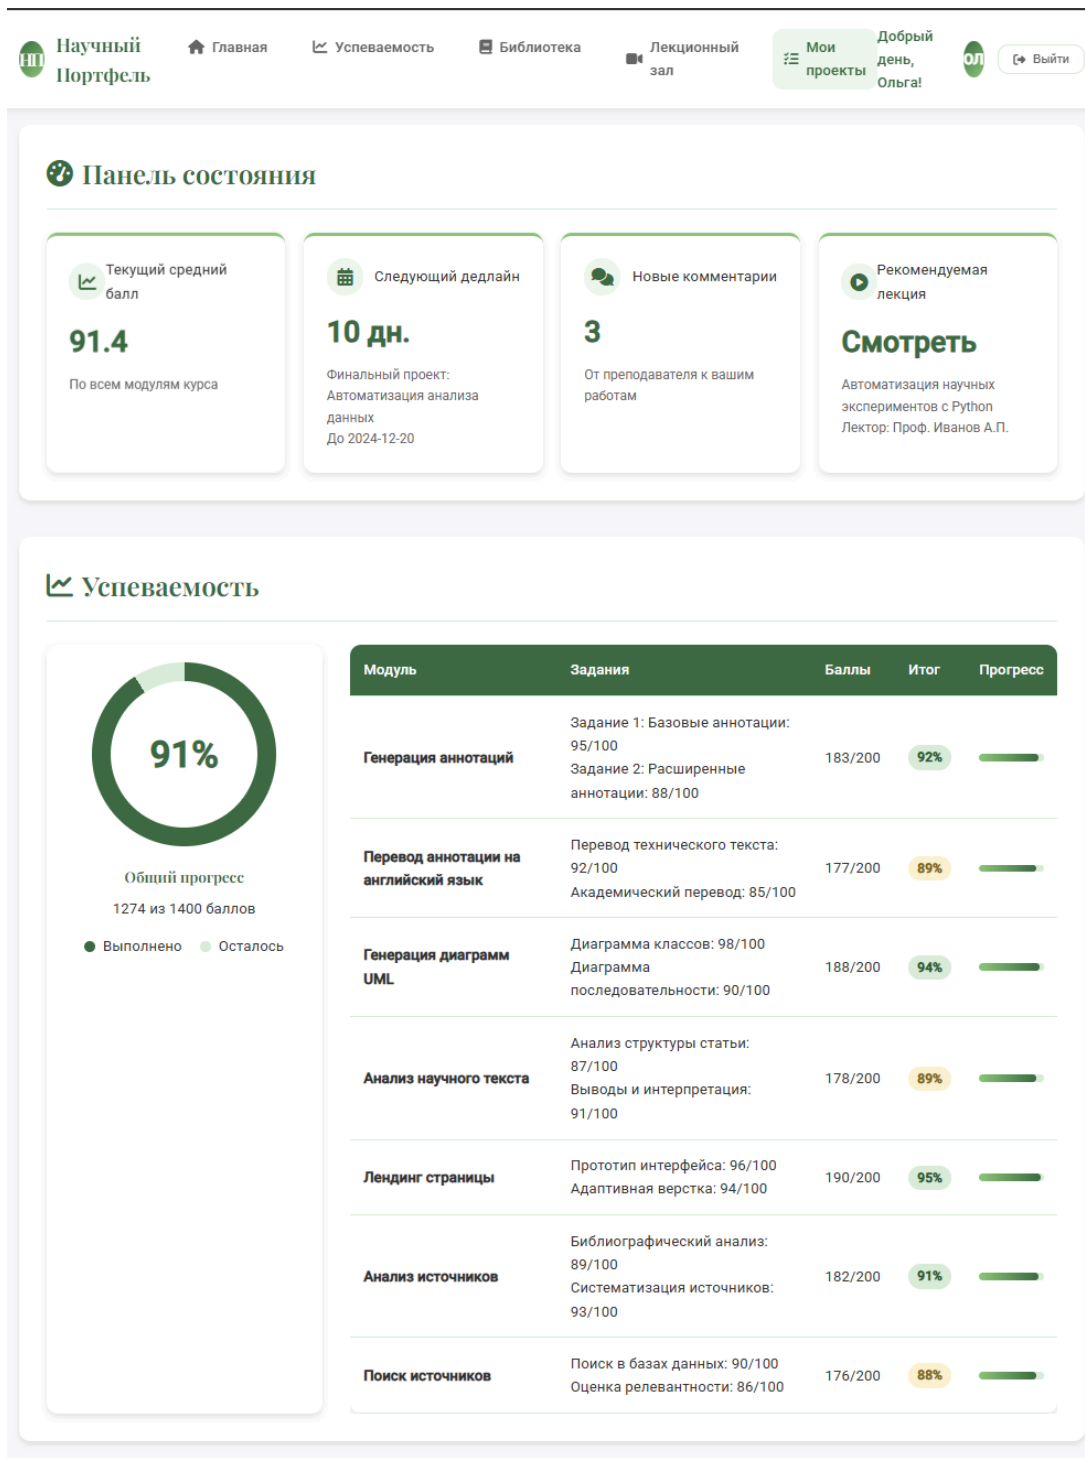 НП
Научный
Портфель
Главная
Успеваемость
Библиотека
Лекционный
зал
Мои
проекты
Добрый
день,
Ольга!
ОЛ
Выйти
Панель состояния
Текущий средний
балл
91.4
По всем модулям курса
Следующий дедлайн
10 дн.
Финальный проект:
Автоматизация анализа
данных
До 2024-12-20
Новые комментарии
3
От преподавателя к вашим
работам
Рекомендуемая
лекция
Смотреть
Автоматизация научных
экспериментов с Python
Лектор: Проф. Иванов А.П.
Успеваемость
91%
Общий прогресс
1274 из 1400 баллов
Выполнено
Осталось
Модуль Задания Баллы Итог Прогресс
Генерация аннотаций
Задание 1: Базовые аннотации:
95/100
Задание 2: Расширенные
аннотации: 88/100
183/200
92%
Перевод аннотации на
английский язык
Перевод технического текста:
92/100
Академический перевод: 85/100
177/200
89%
Генерация диаграмм
UML
Диаграмма классов: 98/100
Диаграмма
последовательности: 90/100
188/200
94%
Анализ научного текста
Анализ структуры статьи:
87/100
Выводы и интерпретация:
91/100
178/200
89%
Лендинг страницы
Прототип интерфейса: 96/100
Адаптивная верстка: 94/100
190/200
95%
Анализ источников
Библиографический анализ:
89/100
Систематизация источников:
93/100
182/200
91%
Поиск источников
Поиск в базах данных: 90/100
Оценка релевантности: 86/100
176/200
88%